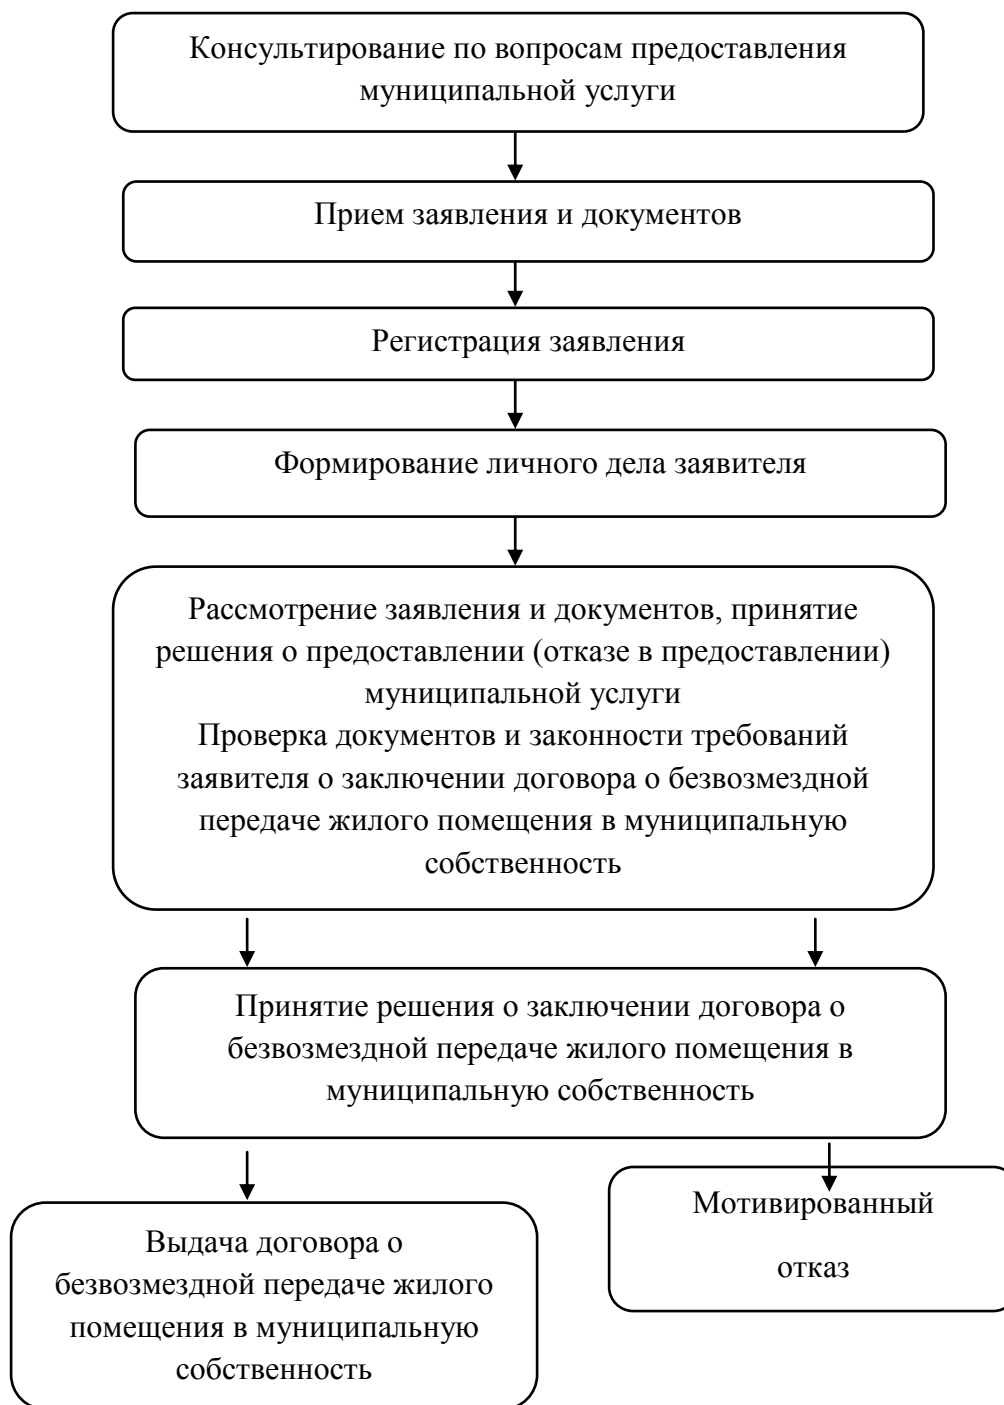 Консультирование по вопросам предоставления
муниципальной услуги
Прием заявления и документов
Регистрация заявления
Формирование личного дела заявителя
Рассмотрение заявления и документов, принятие
решения о предоставлении (отказе в предоставлении)
муниципальной услуги
Проверка документов и законности требований
заявителя о заключении договора о безвозмездной
передаче жилого помещения в муниципальную
собственность
Принятие решения о заключении договора о
безвозмездной передаче жилого помещения в
муниципальную собственность
Выдача договора о
безвозмездной передаче жилого
помещения в муниципальную
собственность
Мотивированный
отказ